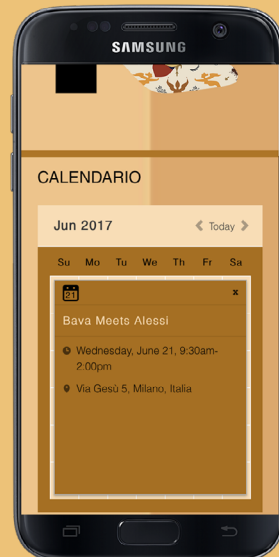 SAMSUNG
CALENDARIO
Jun 2017
Today
Su Mo Tu We Th Fr Sa
21
x
Bava Meets Alessi
Wednesday, June 21, 9:30am-
2:00pm
Via Gesù 5, Milano, Italia